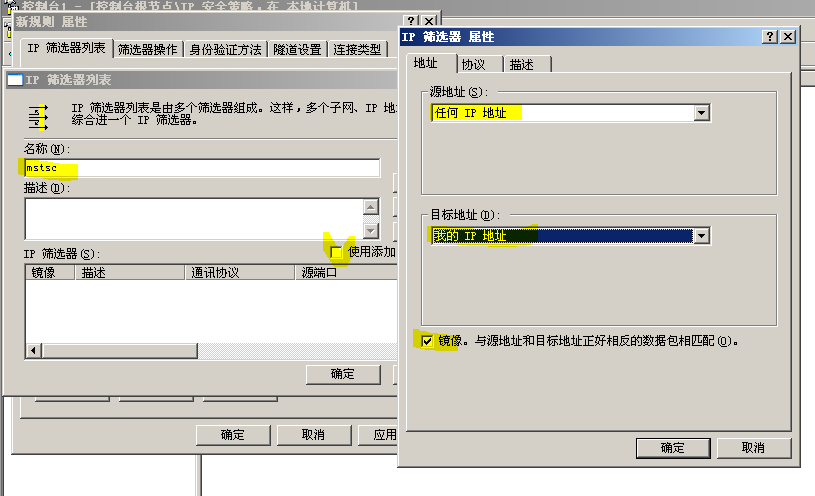 控制台1 - [控制台根节点\IP 安全策略，在 本地计算机]
新规则 属性
IP 筛选器列表 筛选器操作 身份验证方法 隧道设置 连接类型
IP 筛选器列表
IP 筛选器列表是由多个筛选器组成。这样，多个子网、IP 地
综合进一个 IP 筛选器。
名称(N):
mstsc
描述(D):
使用添加
IP 筛选器(S):
镜像 描述 通讯协议 源端口
确定
确定 取消 应用
IP 筛选器 属性
地址 协议 描述
源地址(S):
任何 IP 地址
目标地址(D):
我的 IP 地址
镜像。与源地址和目标地址正好相反的数据包相匹配(O)。
确定 取消